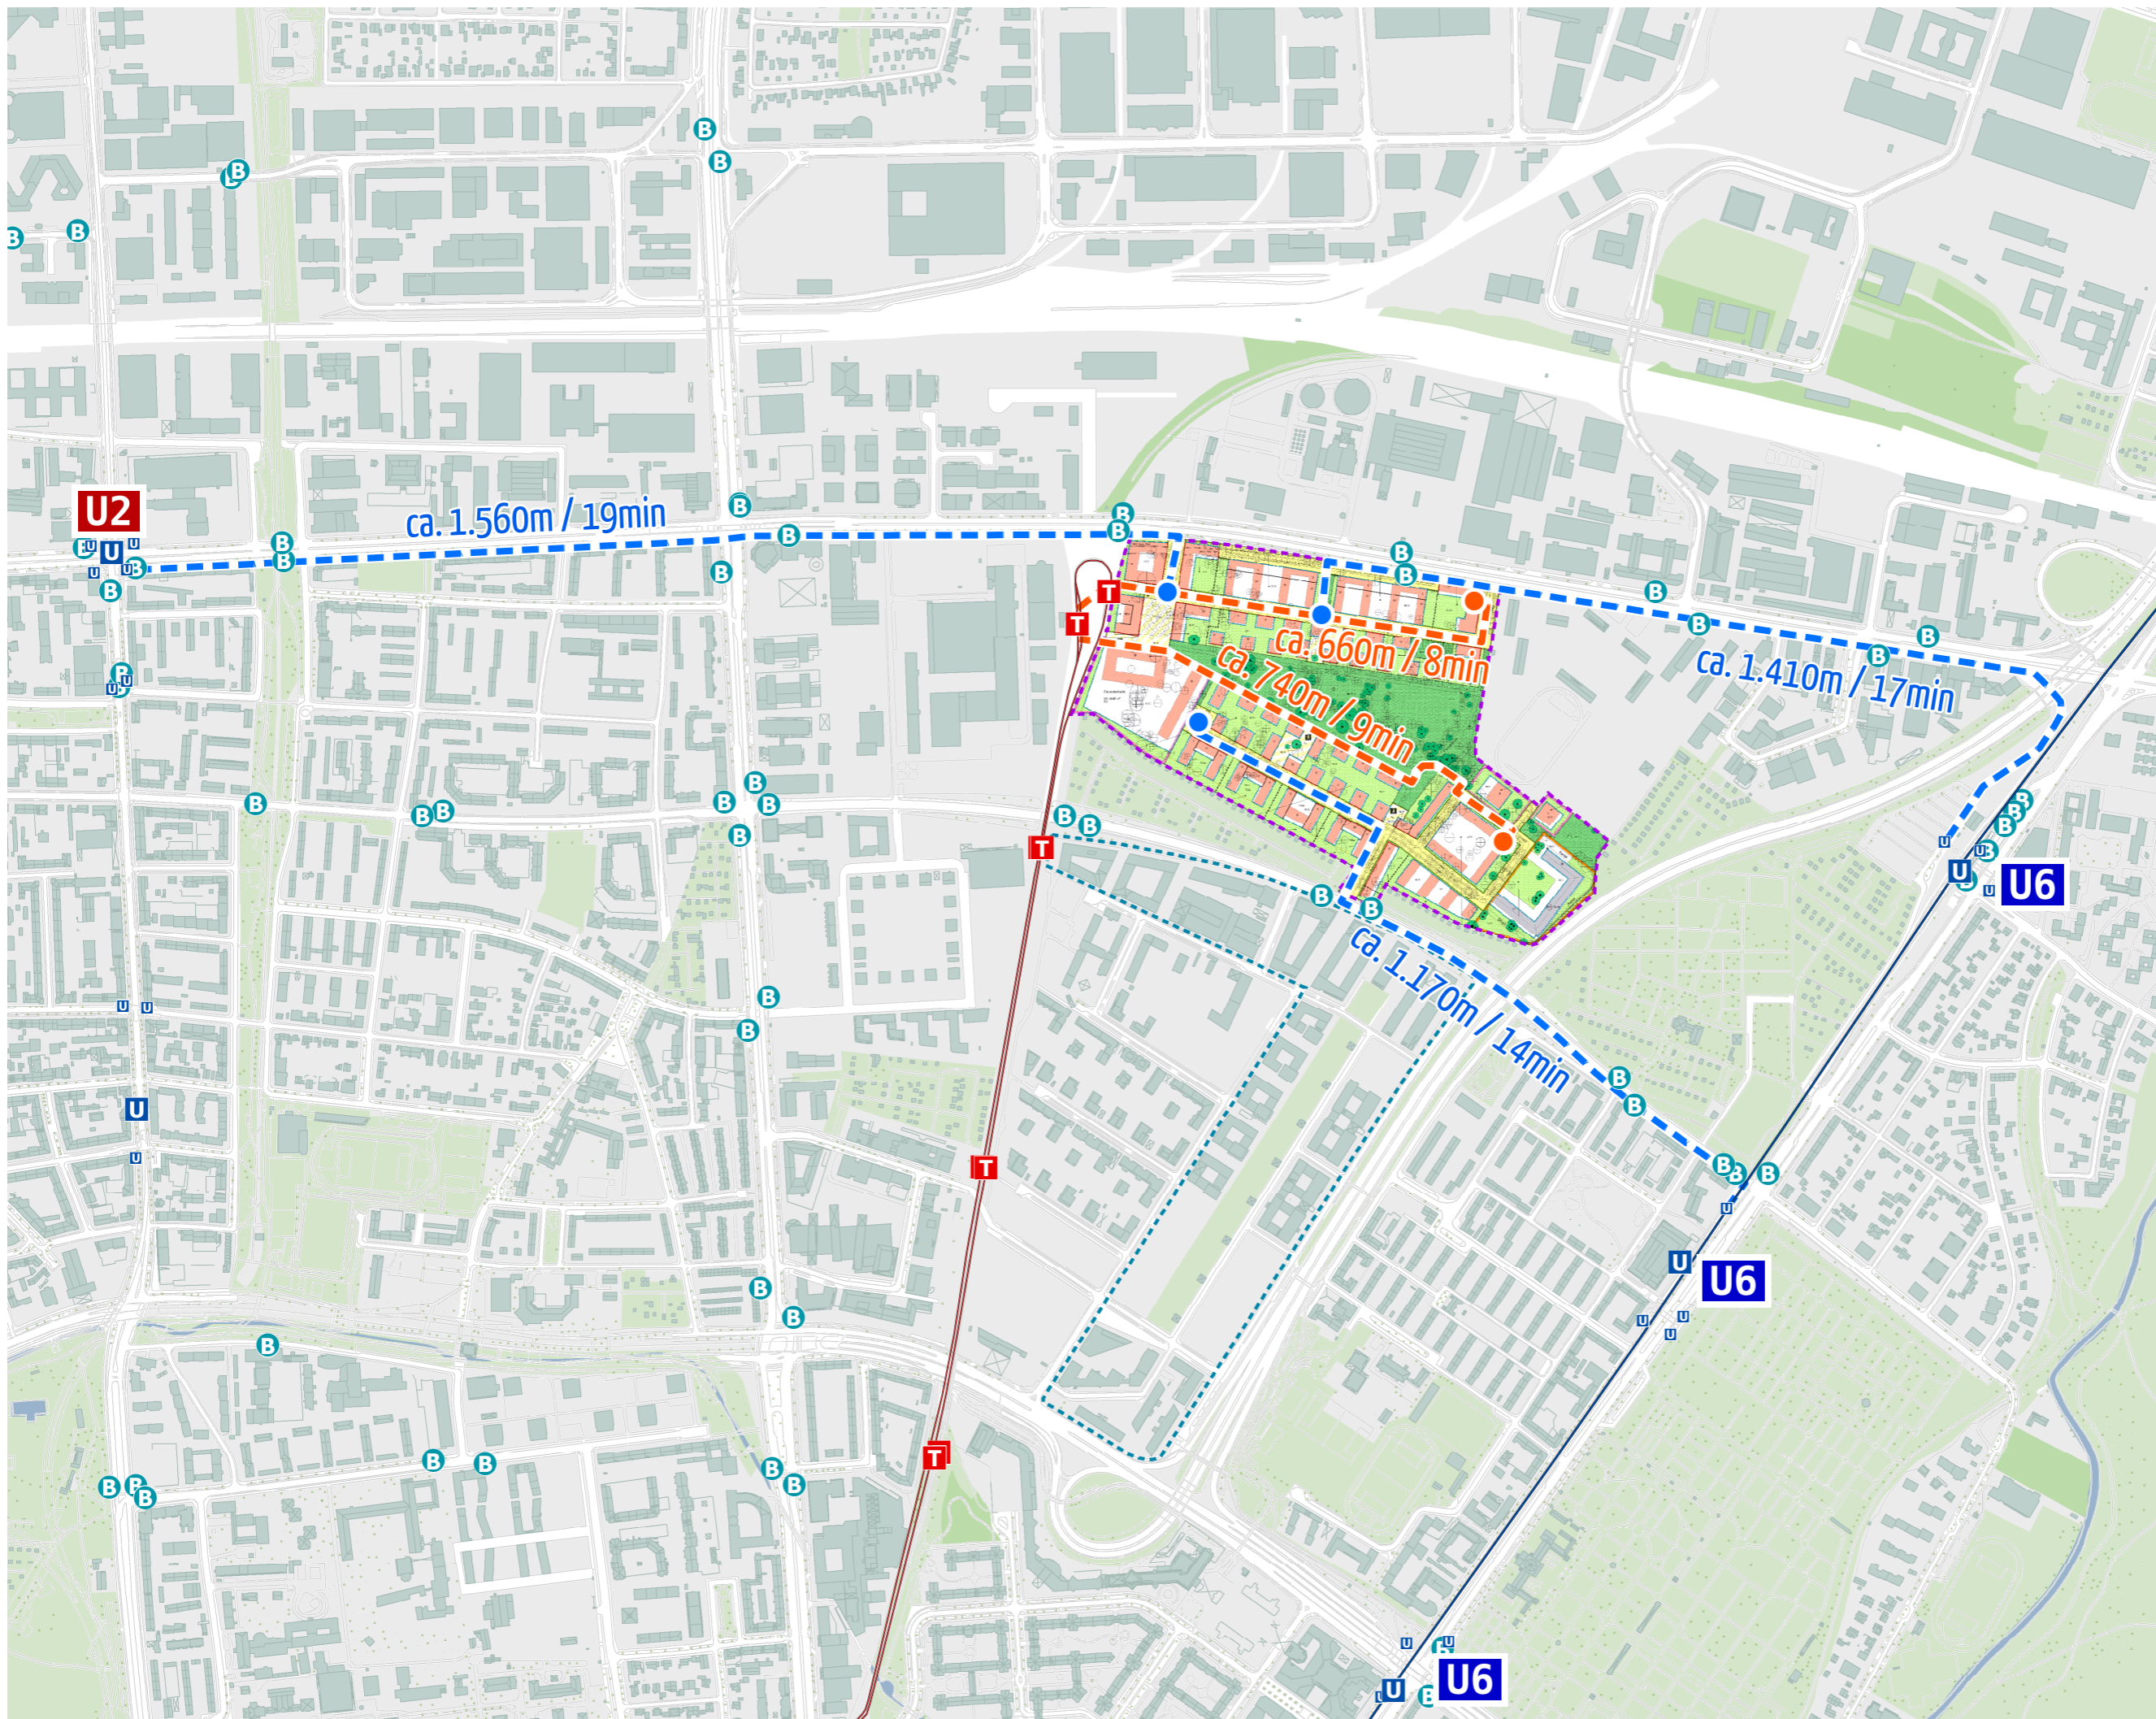 U2
ca. 1.560m / 19min
ca. 660m / 8min
ca. 740m / 9min
ca. 1.410m / 17min
U6
ca. 1.170m / 14min
U6
U6